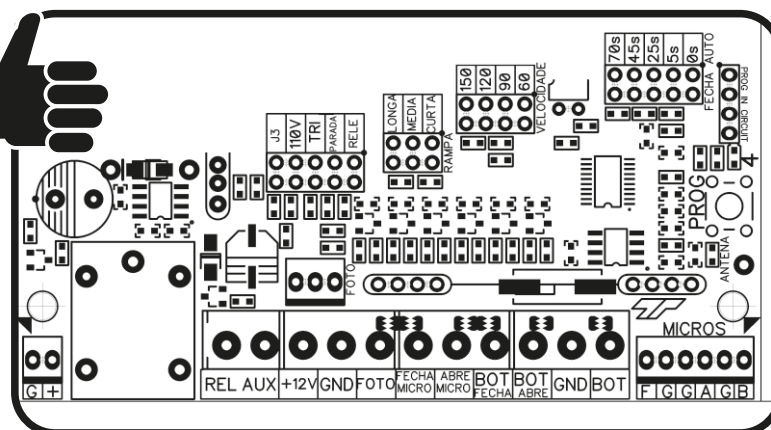 70s
45s
25s
5s
0s
FECHA AUTO
PROG IN CIRCUIT
150
120
90
60
VELOCIDADE
LONGA
MEDIA
CURTA
RAMPA
J3
110V
TRI
PARADA
RELE
4
PROG
ANTENA
FOTO
MICROS
REL AUX +12V GND FOTO FECHA MICRO ABRE MICRO BOT FECHA BOT ABRE GND BOT
G +
F G G A G B